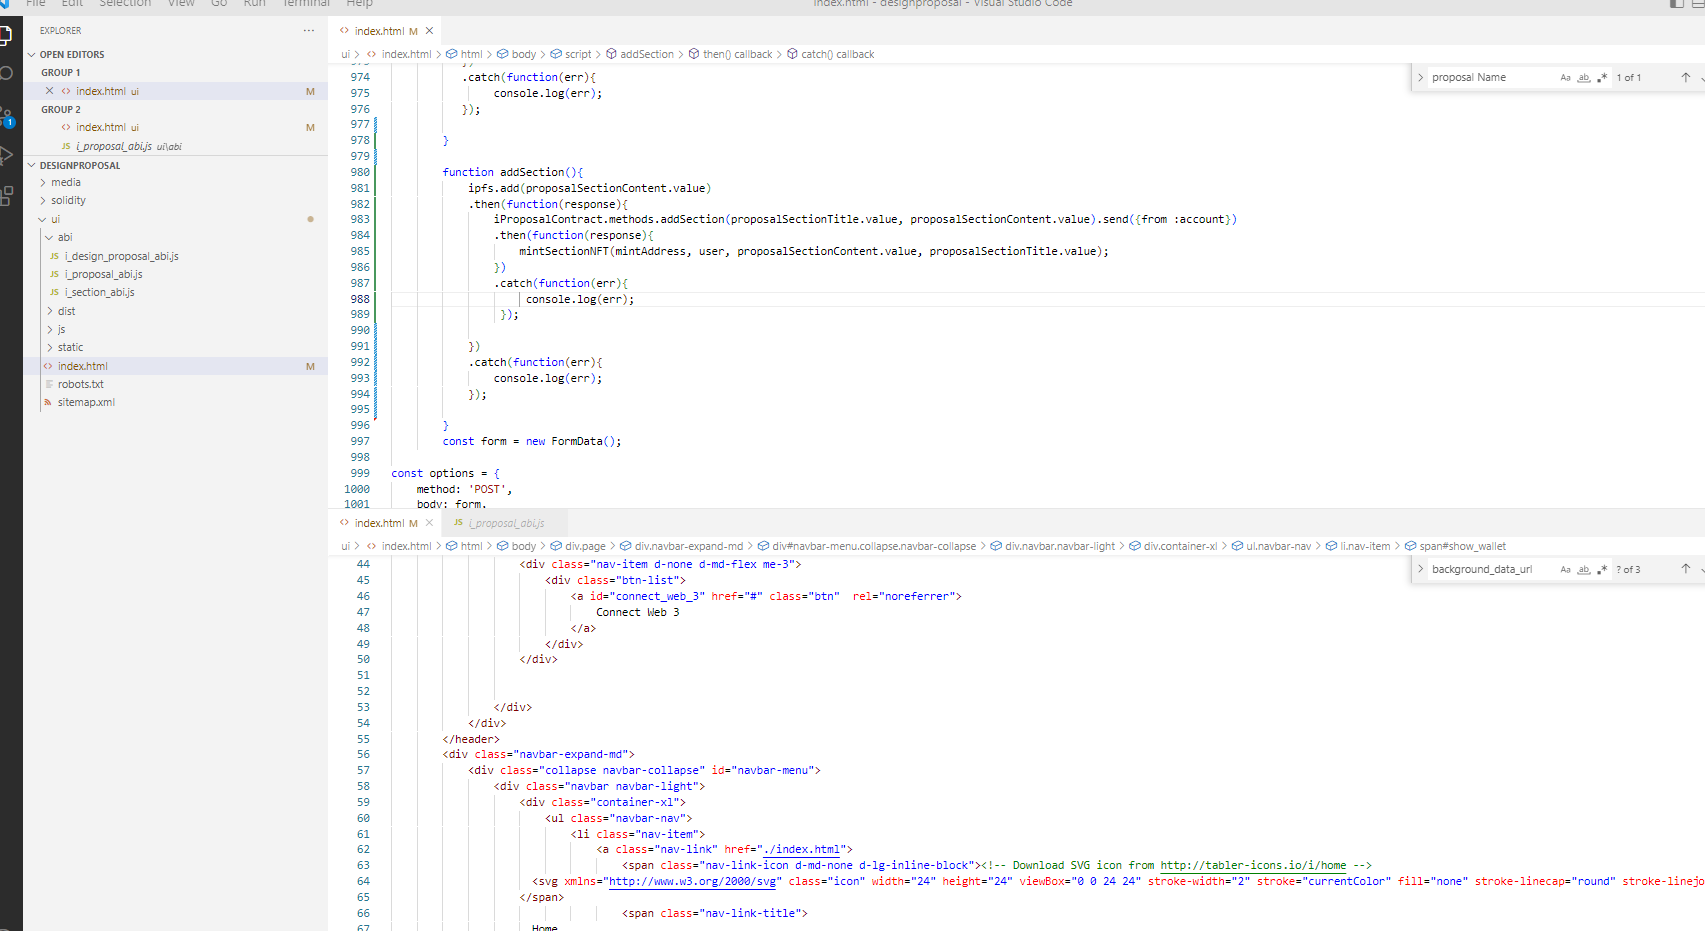 File Edit Selection View Go Run Terminal Help
index.html - designproposal - Visual Studio Code
EXPLORER
OPEN EDITORS
GROUP 1
index.html ui M
GROUP 2
index.html ui M
JS i_proposal_abi.js ui\abi
DESIGNPROPOSAL
media
solidity
ui
abi
JS i_design_proposal_abi.js
JS i_proposal_abi.js
JS i_section_abi.js
dist
js
static
index.html M
robots.txt
sitemap.xml
1
index.html M
ui > index.html > html > body > script > addSection > then() callback > catch() callback
proposal Name Aa ab 1 of 1
974 .catch(function(err){
975 console.log(err);
976 });
977
978 }
979
980 function addSection(){
981 ipfs.add(proposalSectionContent.value)
982 .then(function(response){
983 iProposalContract.methods.addSection(proposalSectionTitle.value, proposalSectionContent.value).send({from :account})
984 .then(function(response){
985 mintSectionNFT(mintAddress, user, proposalSectionContent.value, proposalSectionTitle.value);
986 })
987 .catch(function(err){
988 console.log(err);
989 });
990
991 })
992 .catch(function(err){
993 console.log(err);
994 });
995
996 }
997 const form = new FormData();
998
999 const options = {
1000 method: 'POST',
1001 body: form,
index.html M JS i_proposal_abi.js
ui > index.html > html > body > div.page > div.navbar-expand-md > div#navbar-menu.collapse.navbar-collapse > div.navbar.navbar-light > div.container-xl > ul.navbar-nav > li.nav-item > span#show_wallet
background_data_url Aa ab ? of 3
44 <div class="nav-item d-none d-md-flex me-3">
45 <div class="btn-list">
46 <a id="connect_web_3" href="#" class="btn"  rel="noreferrer">
47 Connect Web 3
48 </a>
49 </div>
50 </div>
51
52
53 </div>
54 </div>
55 </header>
56 <div class="navbar-expand-md">
57 <div class="collapse navbar-collapse" id="navbar-menu">
58 <div class="navbar navbar-light">
59 <div class="container-xl">
60 <ul class="navbar-nav">
61 <li class="nav-item">
62 <a class="nav-link" href="./index.html">
63 <span class="nav-link-icon d-md-none d-lg-inline-block"><!-- Download SVG icon from http://tabler-icons.io/i/home -->
64 <svg xmlns="http://www.w3.org/2000/svg" class="icon" width="24" height="24" viewBox="0 0 24 24" stroke-width="2" stroke="currentColor" fill="none" stroke-linecap="round" stroke-linejo
65 </span>
66 <span class="nav-link-title">
67 Home